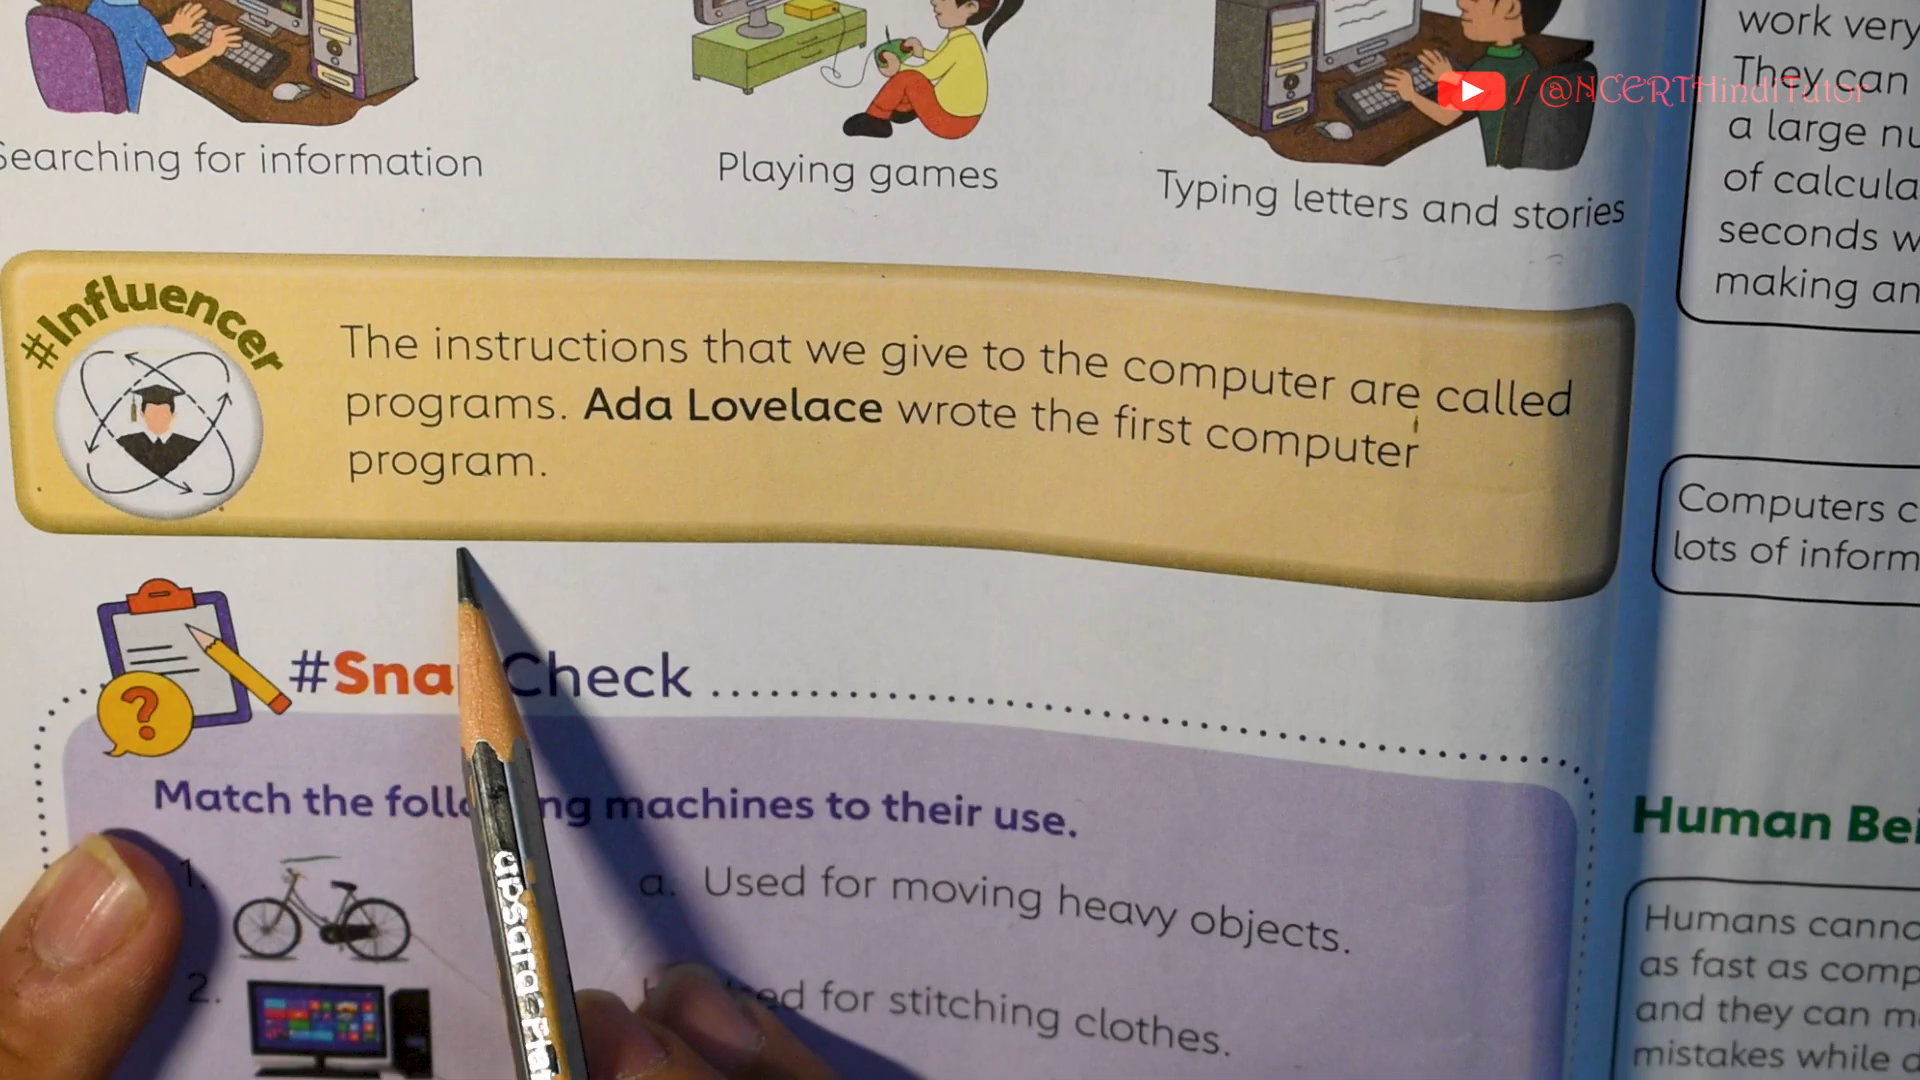 Searching for information
Playing games
Typing letters and stories
/ @NCERTHindiTutor
#Influencer
The instructions that we give to the computer are called
programs. Ada Lovelace wrote the first computer
program.
#Sna Check
Match the foll ng machines to their use.
1.
a. Used for moving heavy objects.
2.
for stitching clothes.
work very
They can
a large nu
of calcula
seconds w
making an
Computers c
lots of inform
Human Bei
Humans canno
as fast as comp
and they can m
mistakes while